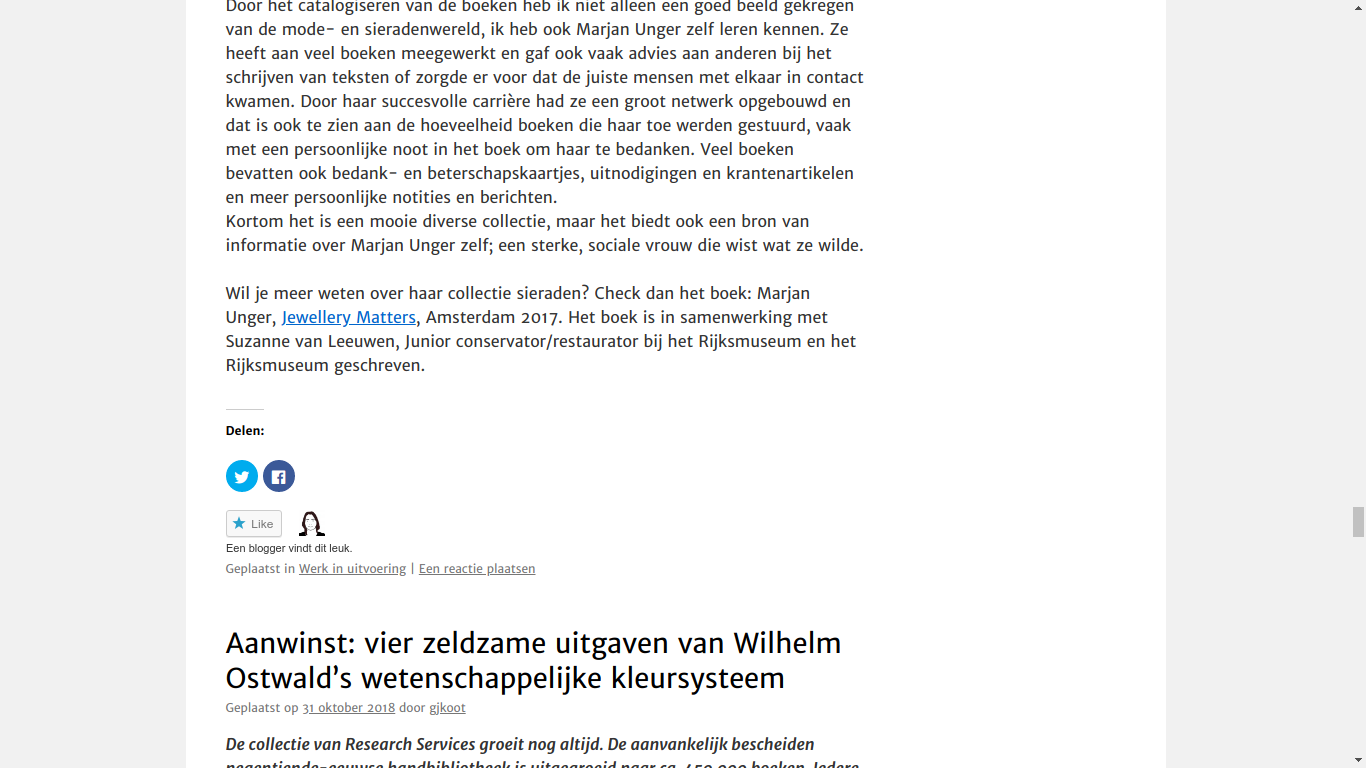 Door het catalogiseren van de boeken heb ik niet alleen een goed beeld gekregen
van de mode- en sieradenwereld, ik heb ook Marjan Unger zelf leren kennen. Ze
heeft aan veel boeken meegewerkt en gaf ook vaak advies aan anderen bij het
schrijven van teksten of zorgde er voor dat de juiste mensen met elkaar in contact
kwamen. Door haar succesvolle carrière had ze een groot netwerk opgebouwd en
dat is ook te zien aan de hoeveelheid boeken die haar toe werden gestuurd, vaak
met een persoonlijke noot in het boek om haar te bedanken. Veel boeken
bevatten ook bedank- en beterschapskaartjes, uitnodigingen en krantenartikelen
en meer persoonlijke notities en berichten.
Kortom het is een mooie diverse collectie, maar het biedt ook een bron van
informatie over Marjan Unger zelf; een sterke, sociale vrouw die wist wat ze wilde.
Wil je meer weten over haar collectie sieraden? Check dan het boek: Marjan
Unger, Jewellery Matters, Amsterdam 2017. Het boek is in samenwerking met
Suzanne van Leeuwen, Junior conservator/restaurator bij het Rijksmuseum en het
Rijksmuseum geschreven.
Delen:
Like
Een blogger vindt dit leuk.
Geplaatst in Werk in uitvoering | Een reactie plaatsen
Aanwinst: vier zeldzame uitgaven van Wilhelm
Ostwald’s wetenschappelijke kleursysteem
Geplaatst op 31 oktober 2018 door gjkoot
De collectie van Research Services groeit nog altijd. De aanvankelijk bescheiden
negentiende-eeuwse handbibliotheek is uitgegroeid naar ca. 450.000 boeken. Iedere